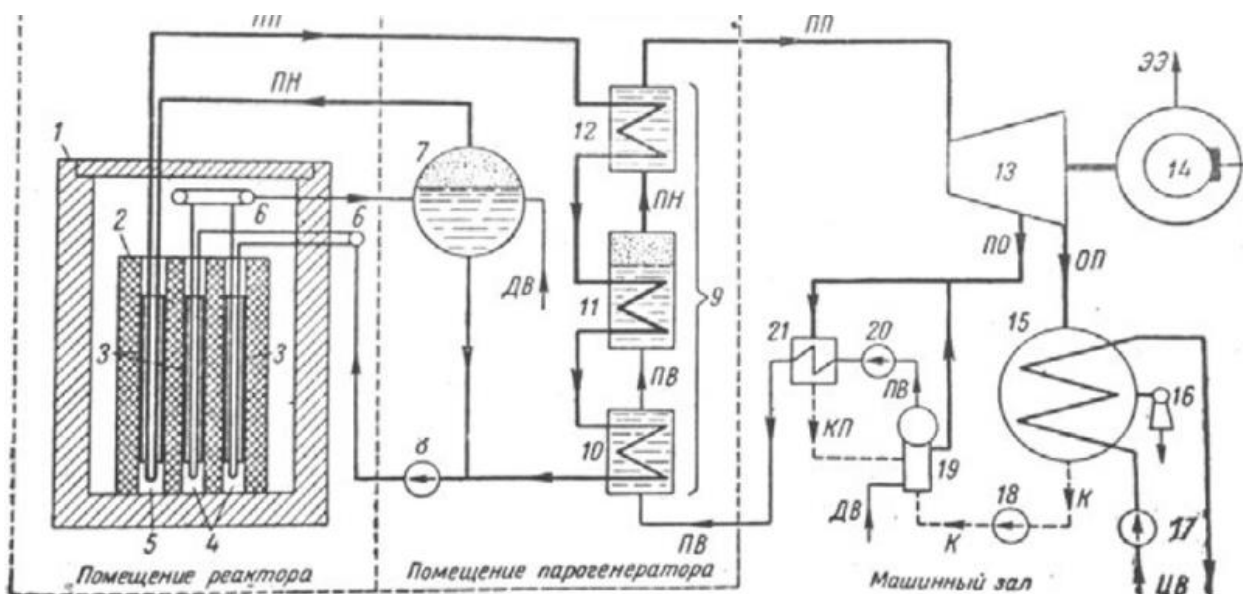 ПП
ПП
ЭЭ
ПН
1
7
12
13
14
6
6
ПН
2
ПО
ОП
ДВ
11
9
15
3
3
21
20
16
ПВ
ПВ
КП
8
10
19
18
К
К
17
ДВ
5
4
ПВ
Помещение реактора
Помещение парогенератора
Машинный зал
ЦВ